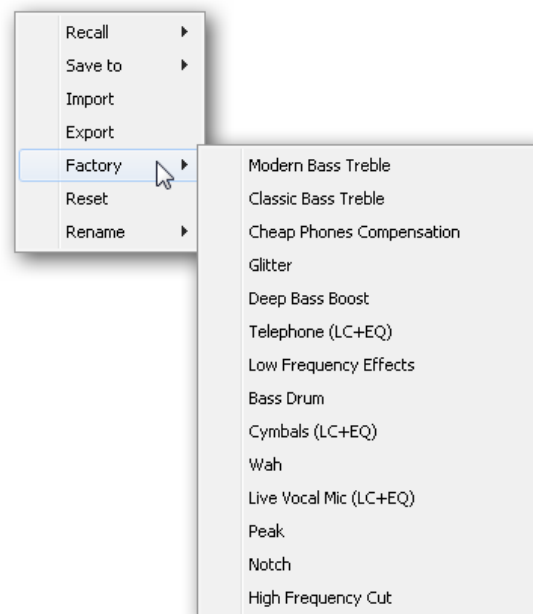 Recall
Save to
Import
Export
Factory
Reset
Rename
Modern Bass Treble
Classic Bass Treble
Cheap Phones Compensation
Glitter
Deep Bass Boost
Telephone (LC+EQ)
Low Frequency Effects
Bass Drum
Cymbals (LC+EQ)
Wah
Live Vocal Mic (LC+EQ)
Peak
Notch
High Frequency Cut